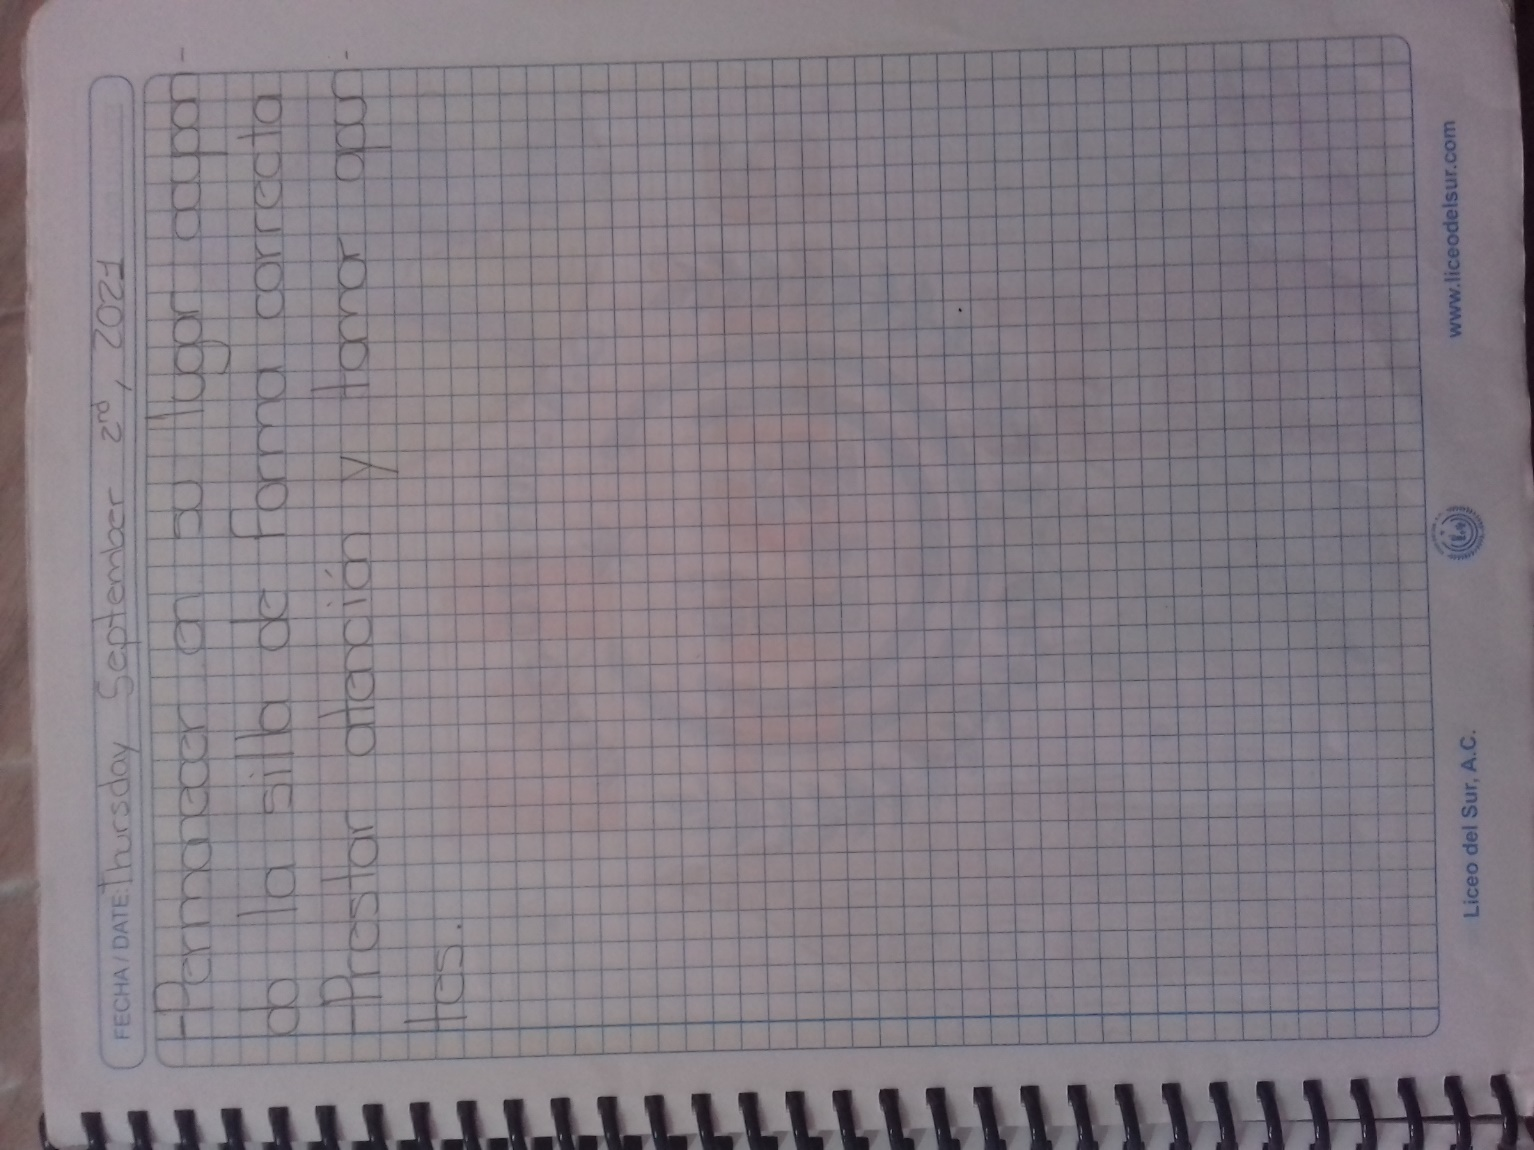 FECHA / DATE: Thursday September 2rd, 2021
-Permanecer en su lugar ocupan-
do la silla de forma correcta
-Prestar atención y tomar apun-
tes.
Liceo del Sur, A.C.
www.liceodelsur.com